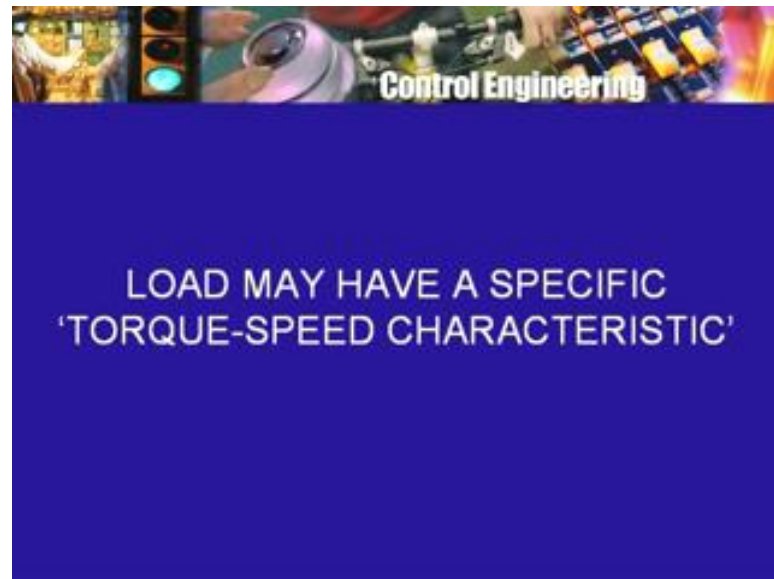 Control Engineering
LOAD MAY HAVE A SPECIFIC
‘TORQUE-SPEED CHARACTERISTIC’